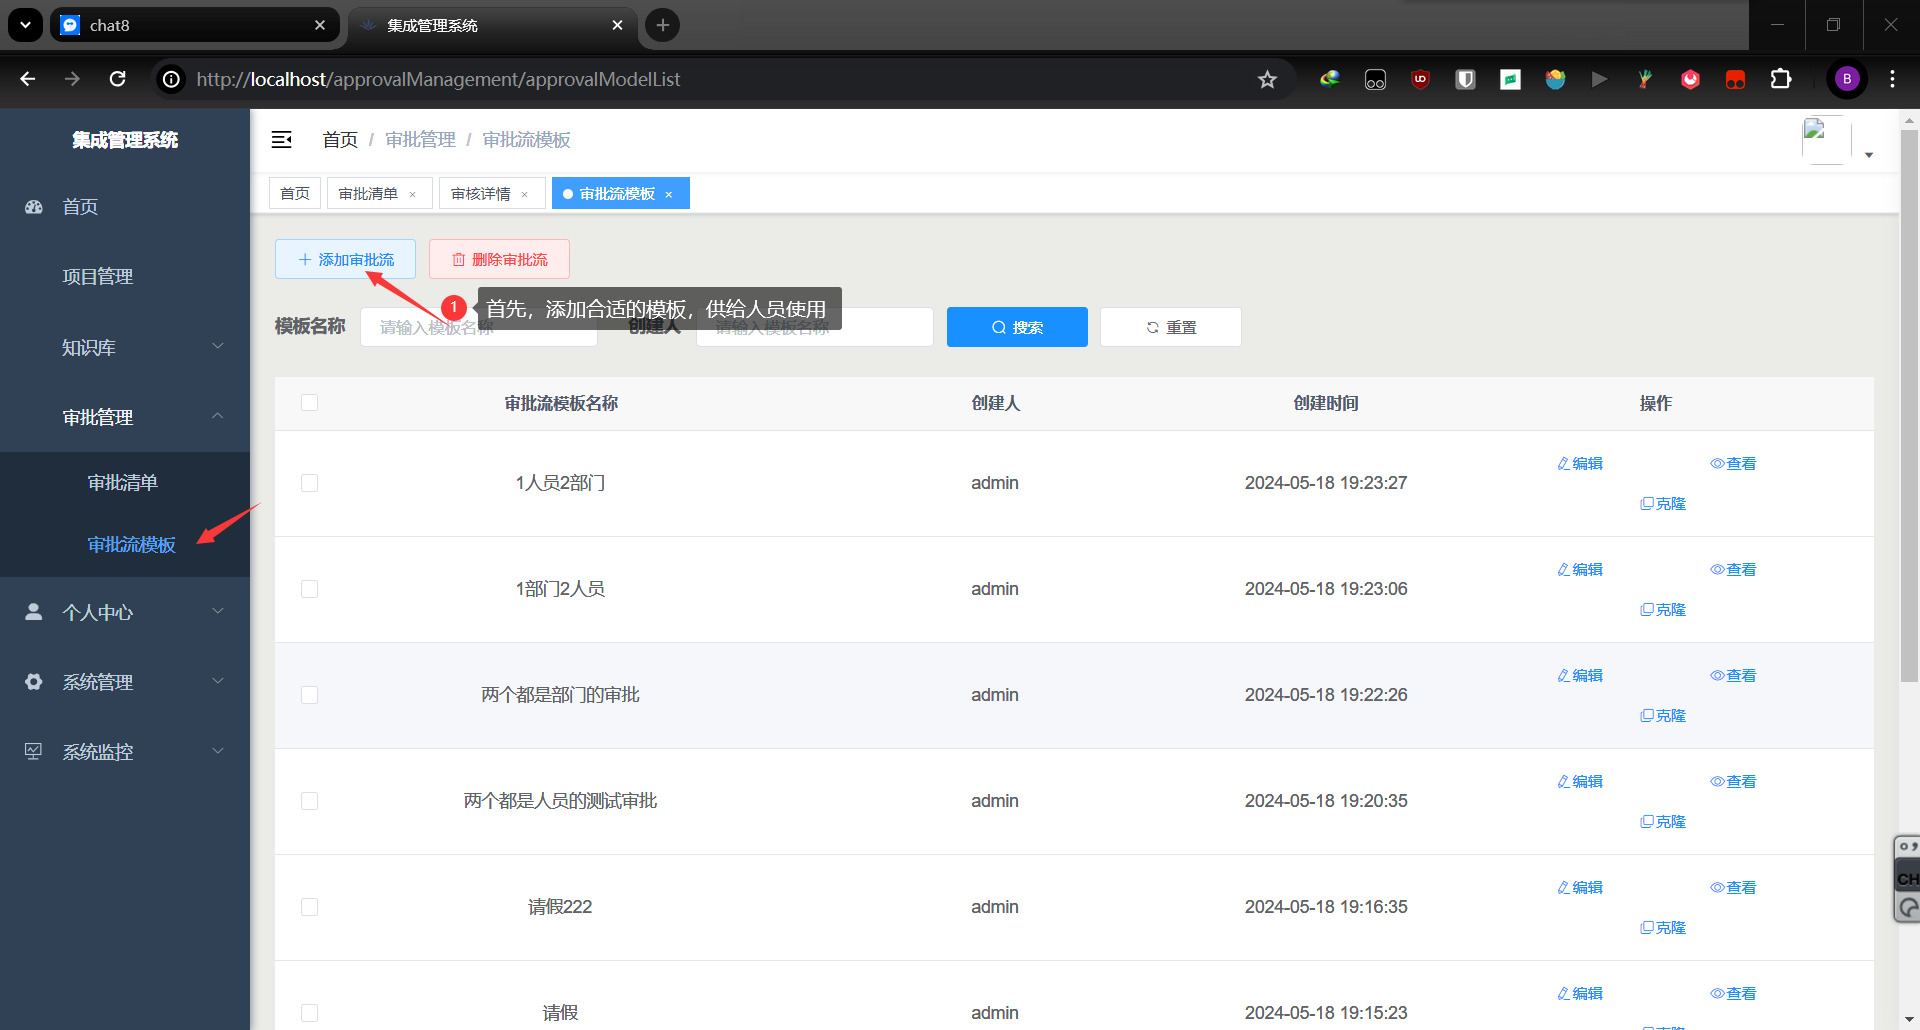 chat8
集成管理系统
http://localhost/approvalManagement/approvalModelList
B
集成管理系统
首页
项目管理
知识库
审批管理
审批清单
审批流模板
个人中心
系统管理
系统监控
首页 / 审批管理 / 审批流模板
首页
审批清单 ×
审核详情 ×
审批流模板 ×
+ 添加审批流
删除审批流
1
首先，添加合适的模板，供给人员使用
模板名称
请输入模板名称
创建人
请输入模板名称
搜索
重置
审批流模板名称 创建人 创建时间 操作
1人员2部门 admin 2024-05-18 19:23:27 编辑 查看
克隆
1部门2人员 admin 2024-05-18 19:23:06 编辑 查看
克隆
两个都是部门的审批 admin 2024-05-18 19:22:26 编辑 查看
克隆
两个都是人员的测试审批 admin 2024-05-18 19:20:35 编辑 查看
克隆
请假222 admin 2024-05-18 19:16:35 编辑 查看
克隆
请假 admin 2024-05-18 19:15:23 编辑 查看
CH